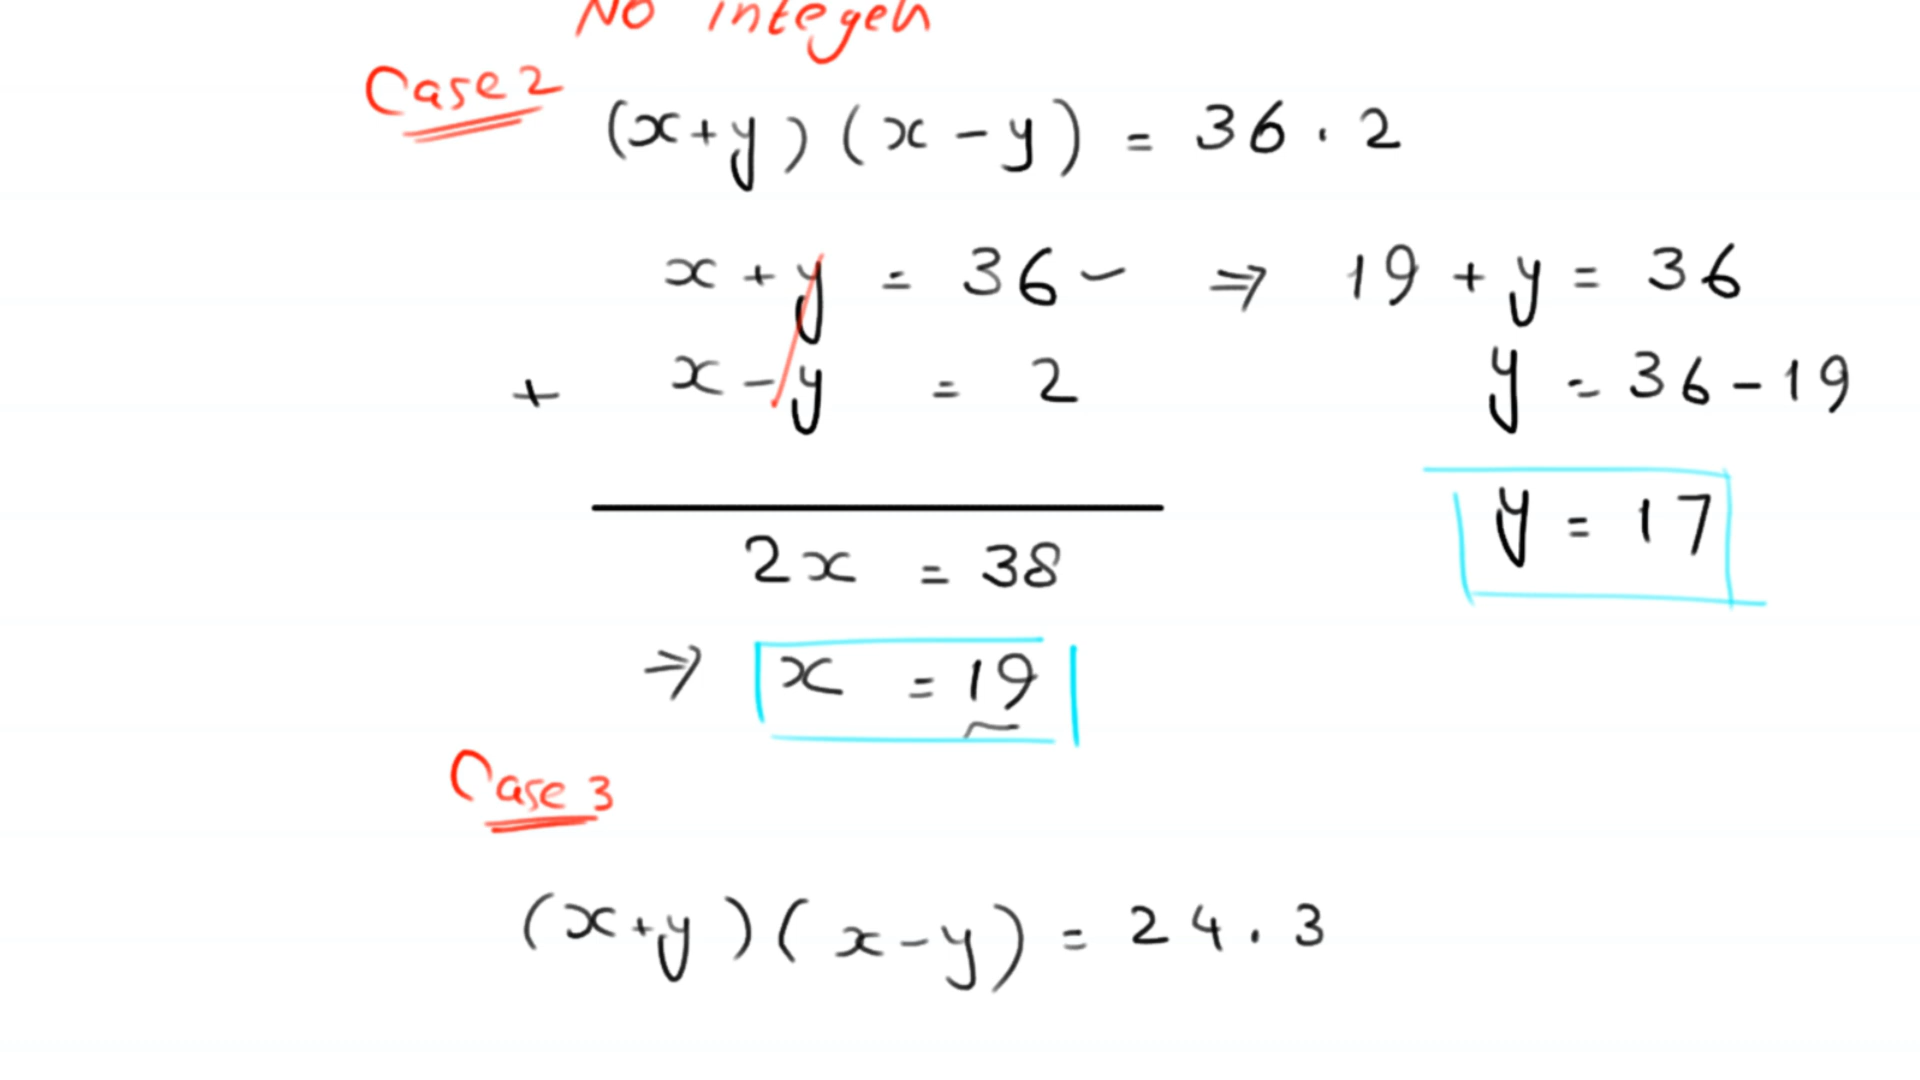 No integer
Case 2
(x+y)(x-y) = 36.2
x + y = 36 - ⇒ 19 + y = 36
+ x - y = 2
y = 36 - 19
y = 17
2x = 38
⇒ x = 19
Case 3
(x+y)(x-y) = 24.3